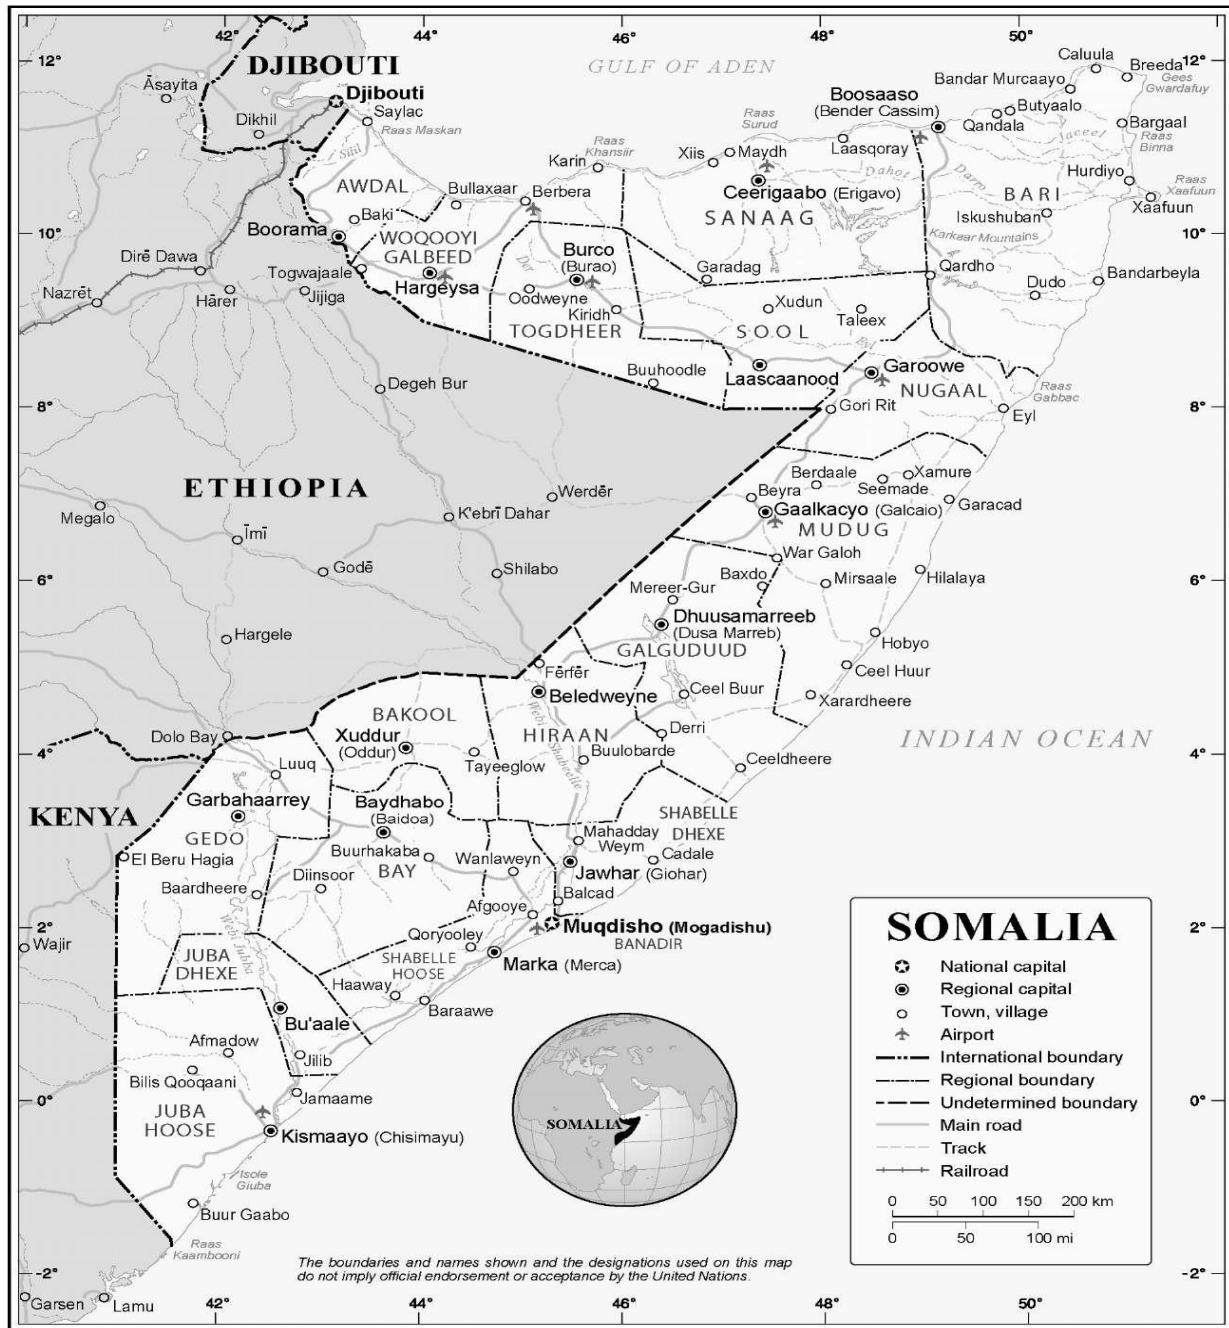 42°
44°
46°
48°
50°
12°
DJIBOUTI
GULF OF ADEN
Caluula
Breeda
Gees
Gwardafuy
Bandar Murcaayo
Āsayita
Djibouti
Saylac
Raas Maskan
Dikhil
Boosaaso
(Bender Cassim)
Butyaalo
Qandala
Bargaal
Raas
Binna
Jaceel
Raas
Surud
Raas
Khansiir
Karin
Xiis
Maydh
Laasqoray
Silil
AWDAL
Bullaxaar
Berbera
Ceerigaabo (Erigavo)
Dahot
Daro
Hurdiyo
BARI
Raas
Xaafuun
Xaafuun
SANAAG
Iskushuban
Baki
Boorama
10°
WOQOOYI
GALBEED
Karkaar Mountains
10°
Burco
(Burao)
Dirē Dawa
Togwajaale
Hargeysa
Garadag
Qardho
Bandarbeyla
Nazrēt
Hārer
Jijiga
Oodweyne
Kiridh
Xudun
Dudo
TOGDHEER
SOOL
Taleex
Buuhoodle
Laascaanood
Garoowe
Degeh Bur
NUGAAL
Raas
Gabbac
8°
Gori Rit
Eyl
8°
ETHIOPIA
Werdēr
Berdaale
Xamure
Beyra
Seemade
Megalo
K'ebrī Dahar
Gaalkacyo (Galcaio)
Garacad
MUDUG
Īmī
War Galoh
Godē
Shilabo
Baxdo
6°
Mereer-Gur
Mirsaale
Hilalaya
6°
Dhuusamarreeb
(Dusa Marreb)
Hargele
GALGUDUUD
Hobyo
Fērfēr
Ceel Huur
Beledweyne
Ceel Buur
Xarardheere
BAKOOL
Xuddur
(Oddur)
Webi Shabeelle
HIRAAN
Derri
Dolo Bay
INDIAN OCEAN
4°
Buulobarde
4°
Luuq
Tayeeglow
Ceeldheere
Garbahaarrey
Baydhabo
(Baidoa)
SHABELLE
DHEXE
KENYA
GEDO
Mahadday
Weym
El Beru Hagia
Buurhakaba
Wanlaweyn
Cadale
BAY
Jawhar (Giohar)
Baardheere
Diinsoor
Balcad
Afgooye
2°
Muqdisho (Mogadishu)
BANADIR
2°
Wajir
Webi Jubba
Qoryooley
JUBA
DHEXE
SHABELLE
HOOSE
Marka (Merca)
Haaway
Baraawe
Bu'aale
Afmadow
Jilib
Bilis Qooqaani
0°
Jamaame
0°
JUBA
HOOSE
Kismaayo (Chisimayu)
Isole
Giuba
Buur Gaabo
Raas
Kaambooni
-2°
-2°
Garsen
Lamu
42°
44°
46°
48°
50°
SOMALIA
SOMALIA
National capital
Regional capital
Town, village
Airport
International boundary
Regional boundary
Undetermined boundary
Main road
Track
Railroad
0 50 100 150 200 km
0 50 100 mi
The boundaries and names shown and the designations used on this map
do not imply official endorsement or acceptance by the United Nations.
12°